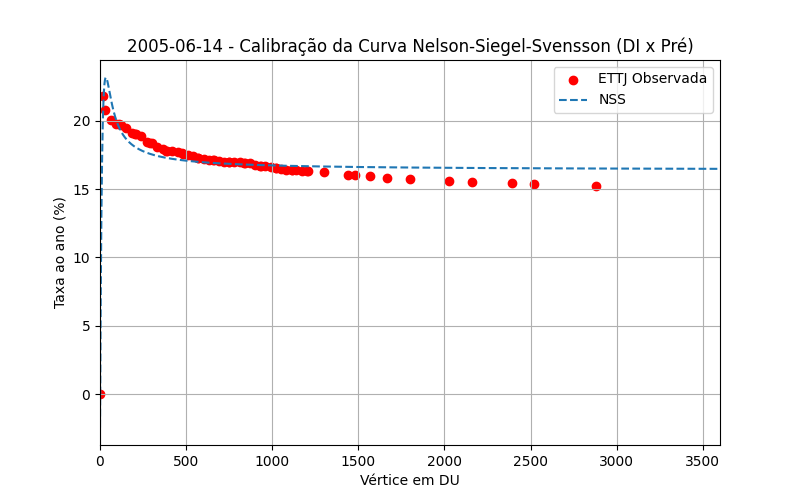 2005-06-14 - Calibração da Curva Nelson-Siegel-Svensson (DI x Pré)
ETTJ Observada
NSS
Taxa ao ano (%)
20
15
10
5
0
0 500 1000 1500 2000 2500 3000 3500
Vértice em DU